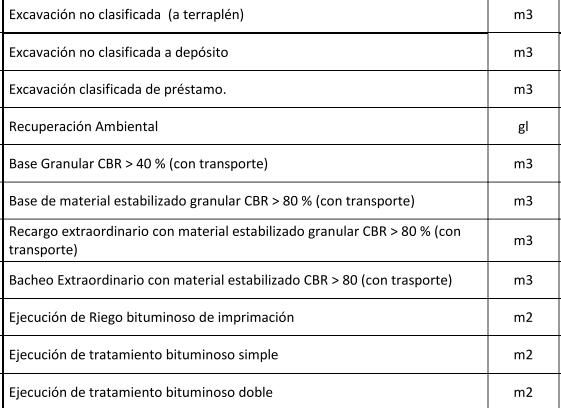 Excavación no clasificada  (a terraplén) m3
Excavación no clasificada a depósito m3
Excavación clasificada de préstamo. m3
Recuperación Ambiental gl
Base Granular CBR > 40 % (con transporte) m3
Base de material estabilizado granular CBR > 80 % (con transporte) m3
Recargo extraordinario con material estabilizado granular CBR > 80 % (con
transporte) m3
Bacheo Extraordinario con material estabilizado CBR > 80 (con trasporte) m3
Ejecución de Riego bituminoso de imprimación m2
Ejecución de tratamiento bituminoso simple m2
Ejecución de tratamiento bituminoso doble m2